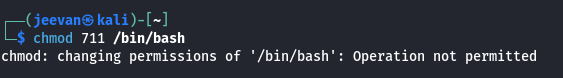 ┌──(jeevan㉿kali)-[~]
└─$ chmod 711 /bin/bash
chmod: changing permissions of '/bin/bash': Operation not permitted